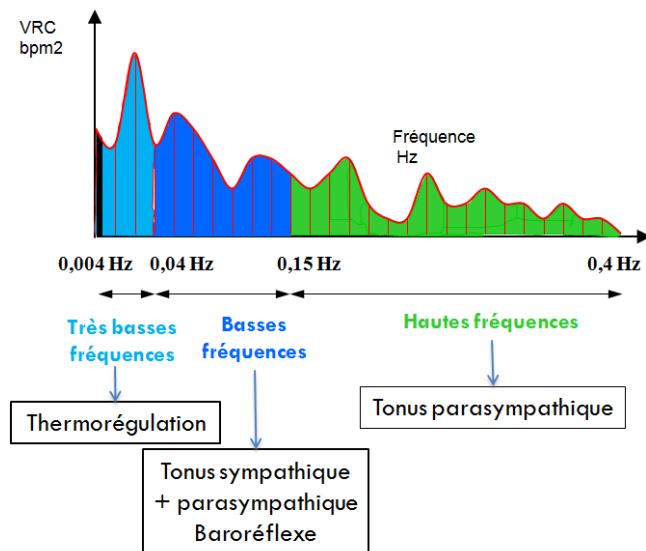 VRC
bpm2
Fréquence
Hz
0,004 Hz 0,04 Hz 0,15 Hz 0,4 Hz
Très basses
fréquences
Basses
fréquences
Hautes fréquences
Thermorégulation
Tonus sympathique
+ parasympathique
Baroréflexe
Tonus parasympathique